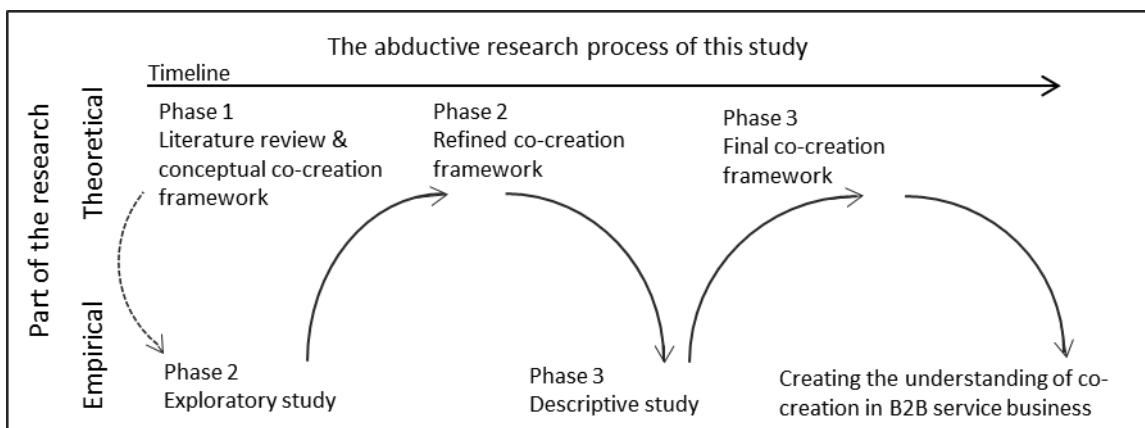 The abductive research process of this study
Timeline
Part of the research
Theoretical
Empirical
Phase 1
Literature review &
conceptual co-creation
framework
Phase 2
Refined co-creation
framework
Phase 3
Final co-creation
framework
Phase 2
Exploratory study
Phase 3
Descriptive study
Creating the understanding of co-
creation in B2B service business